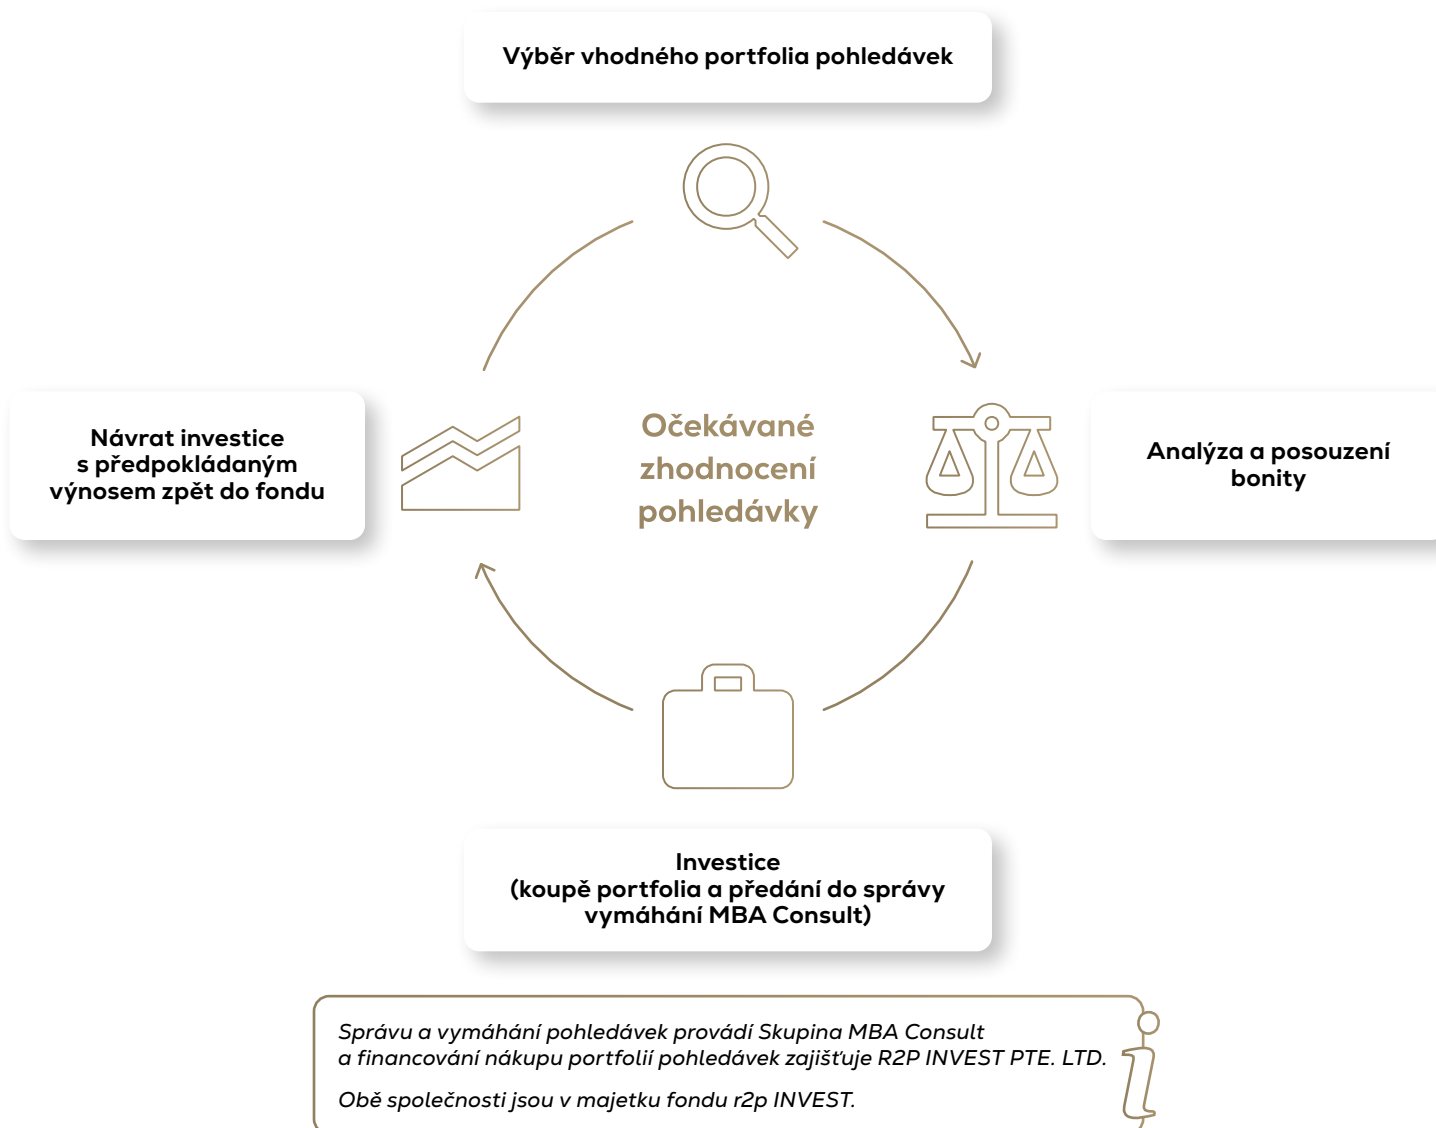 Výběr vhodného portfolia pohledávek
Návrat investice
s předpokládaným
výnosem zpět do fondu
Očekávané
zhodnocení
pohledávky
Analýza a posouzení
bonity
Investice
(koupě portfolia a předání do správy
vymáhání MBA Consult)
Správu a vymáhání pohledávek provádí Skupina MBA Consult
a financování nákupu portfolií pohledávek zajišťuje R2P INVEST PTE. LTD.
Obě společnosti jsou v majetku fondu r2p INVEST.